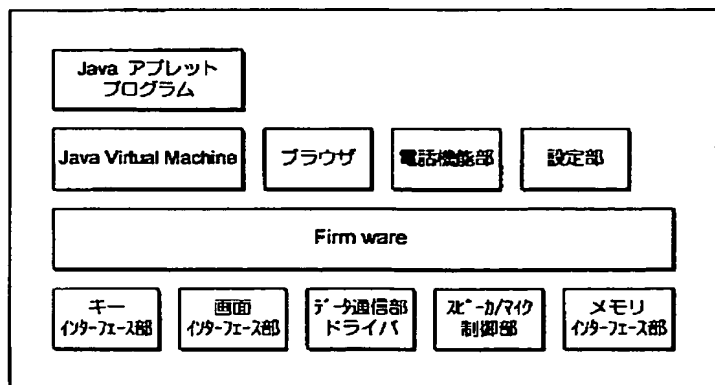 Java アプレット
プログラム
Java Virtual Machine
ブラウザ
電話機能部
設定部
Firm ware
キー
ｲﾝﾀｰﾌｪｰｽ部
画面
ｲﾝﾀｰﾌｪｰｽ部
ﾃﾞｰﾀ通信部
ドライバ
ｽﾋﾟｰｶ/ﾏｲｸ
制御部
メモリ
ｲﾝﾀｰﾌｪｰｽ部